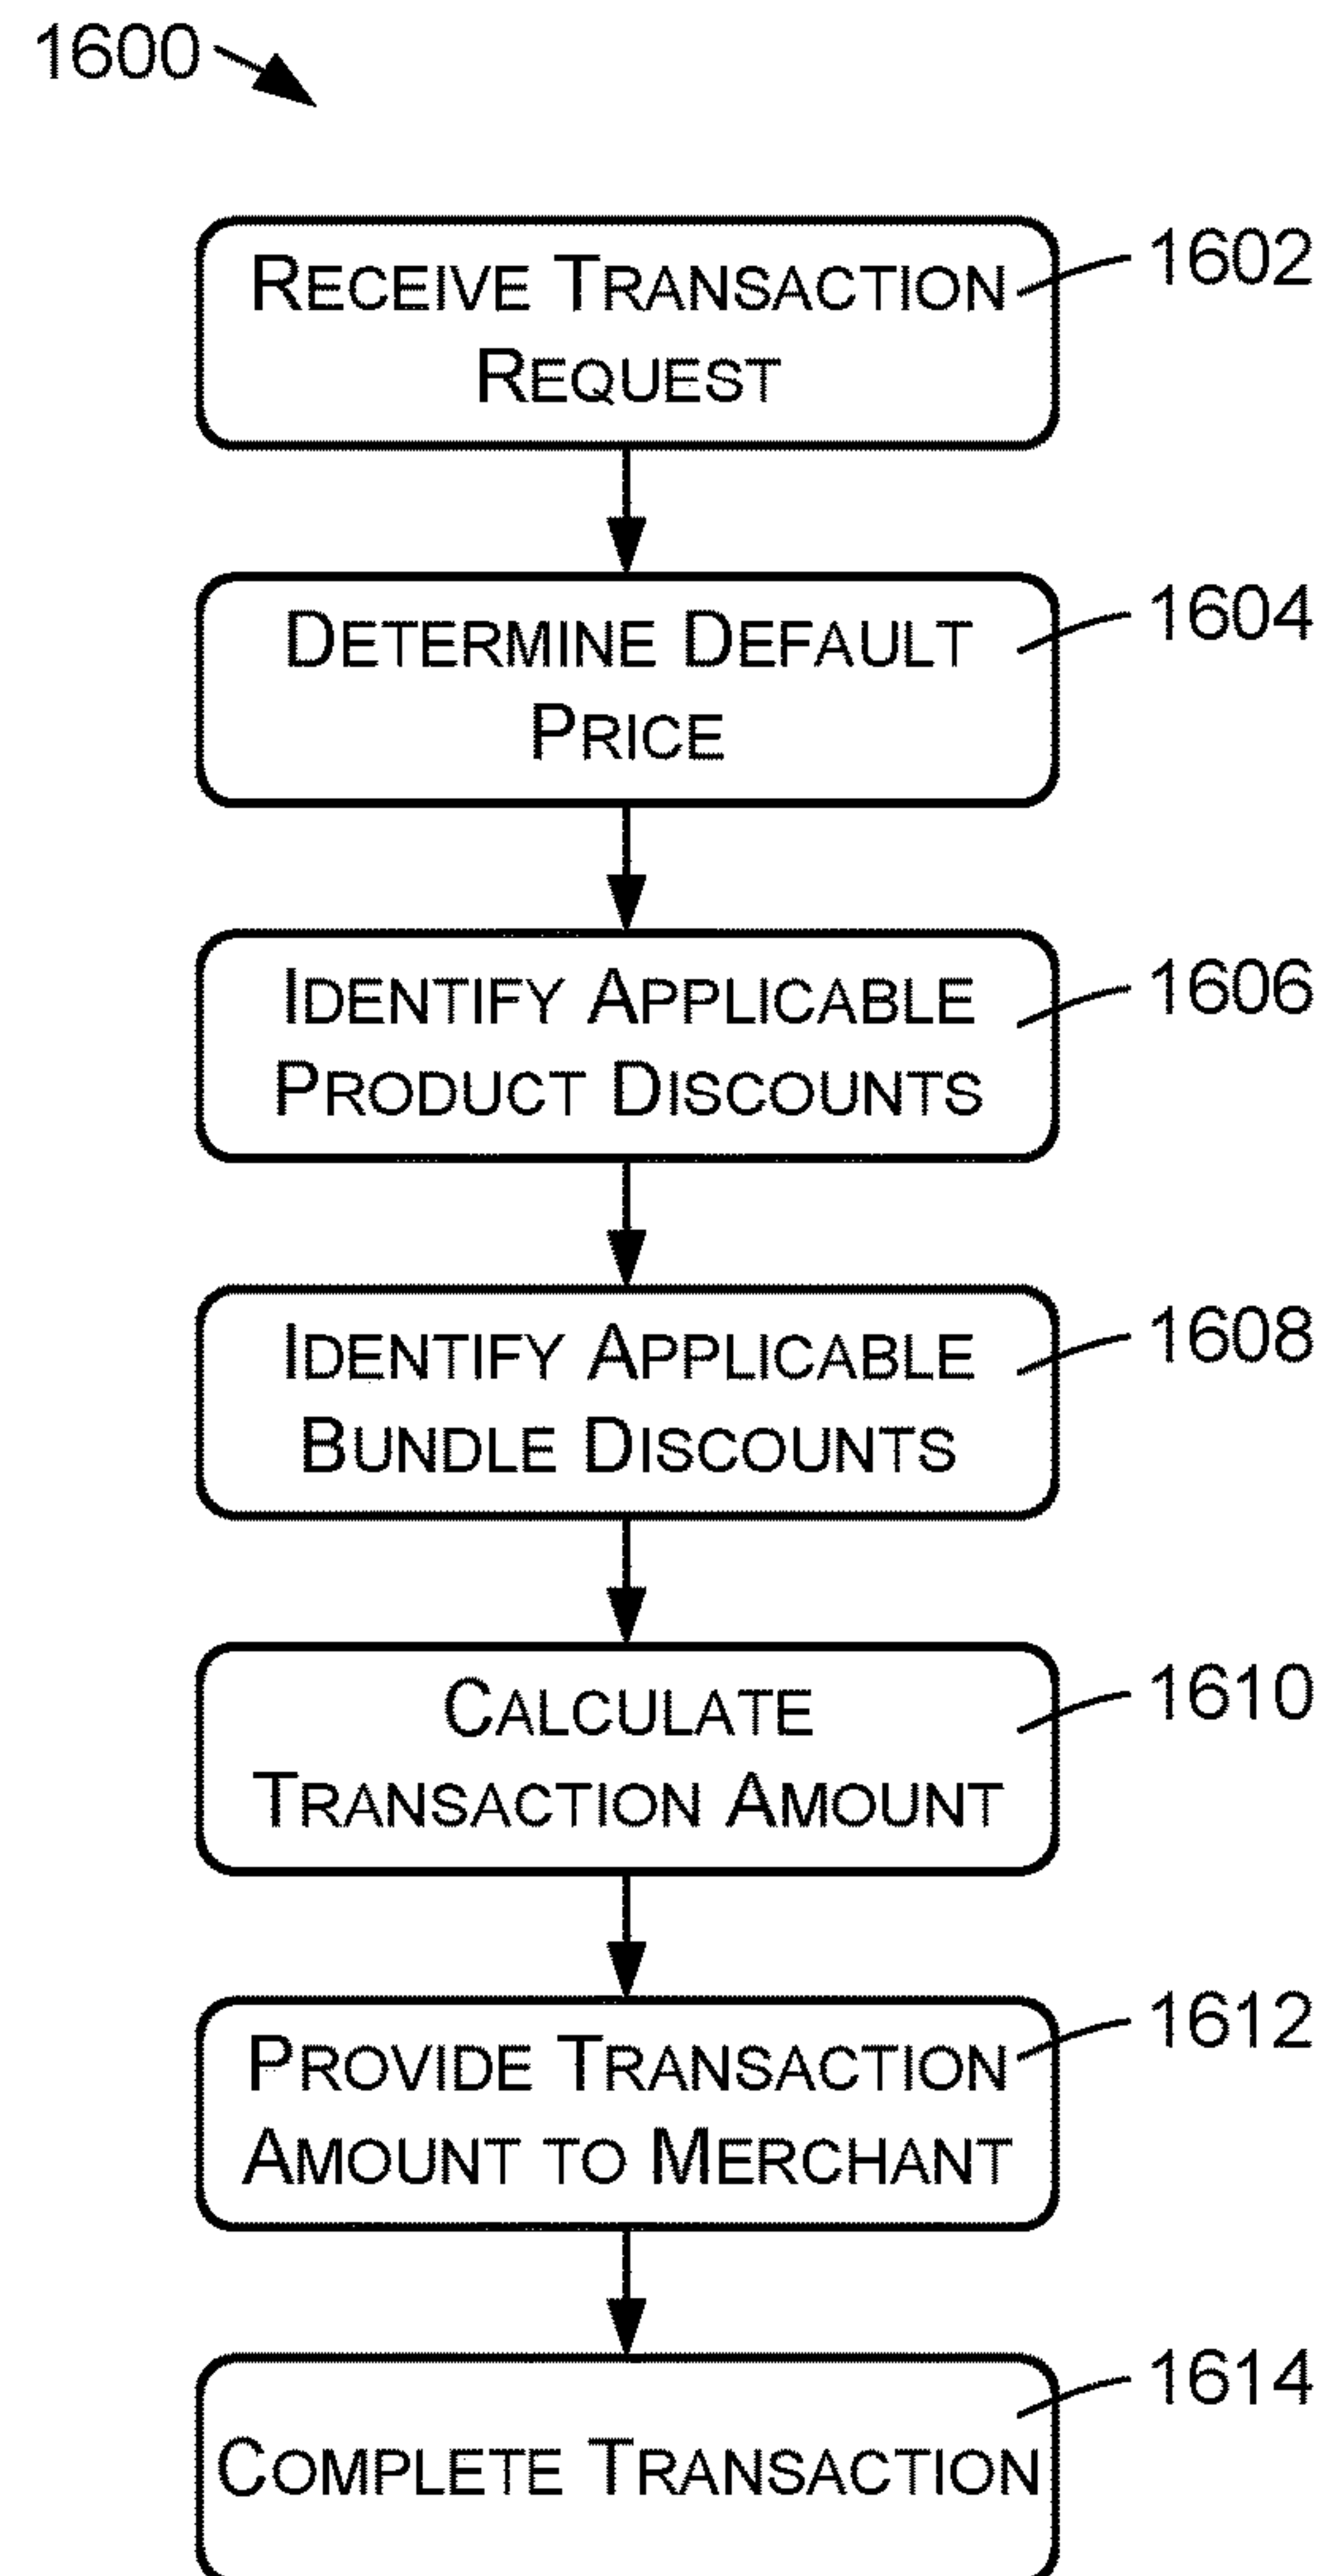 1600
RECEIVE TRANSACTION 1602
REQUEST
DETERMINE DEFAULT 1604
PRICE
IDENTIFY APPLICABLE 1606
PRODUCT DISCOUNTS
IDENTIFY APPLICABLE 1608
BUNDLE DISCOUNTS
CALCULATE 1610
TRANSACTION AMOUNT
PROVIDE TRANSACTION 1612
AMOUNT TO MERCHANT
1614
COMPLETE TRANSACTION